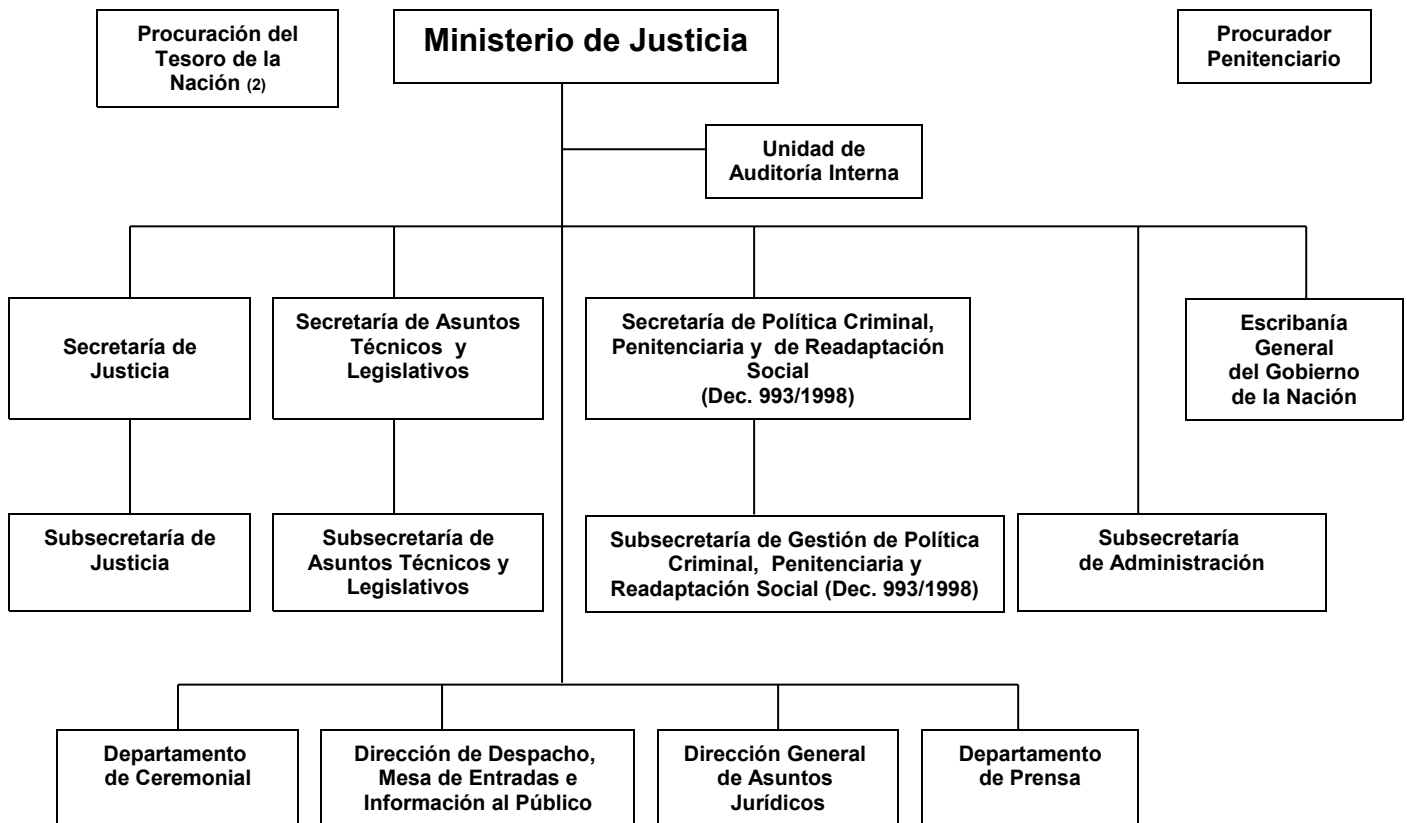 Procuración del
Tesoro de la
Nación (2)
Ministerio de Justicia
Procurador
Penitenciario
Unidad de
Auditoría Interna
Secretaría de
Justicia
Secretaría de Asuntos
Técnicos y
Legislativos
Secretaría de Política Criminal,
Penitenciaria y de Readaptación
Social
(Dec. 993/1998)
Escribanía
General
del Gobierno
de la Nación
Subsecretaría de
Justicia
Subsecretaría de
Asuntos Técnicos y
Legislativos
Subsecretaría de Gestión de Política
Criminal, Penitenciaria y
Readaptación Social (Dec. 993/1998)
Subsecretaría
de Administración
Departamento
de Ceremonial
Dirección de Despacho,
Mesa de Entradas e
Información al Público
Dirección General
de Asuntos
Jurídicos
Departamento
de Prensa